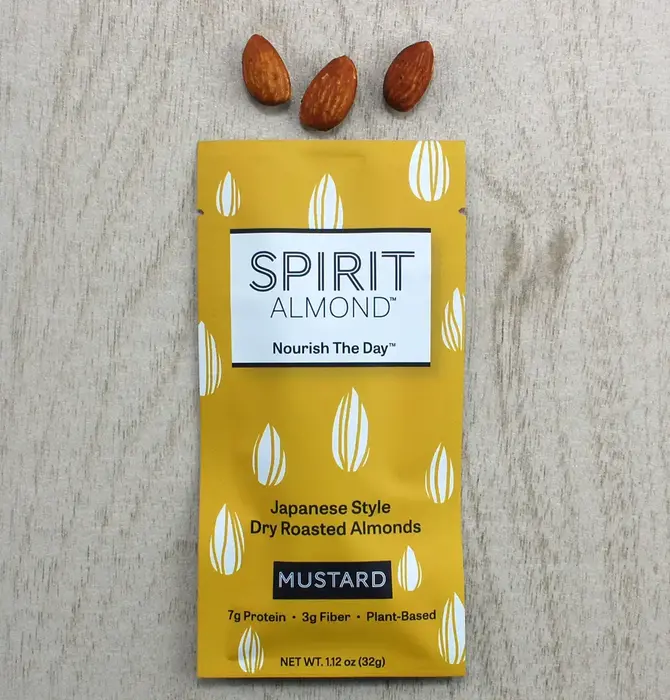 SPIRIT
ALMOND™
Nourish The Day™
Japanese Style
Dry Roasted Almonds
MUSTARD
7g Protein • 3g Fiber • Plant-Based
NET WT. 1.12 oz (32g)